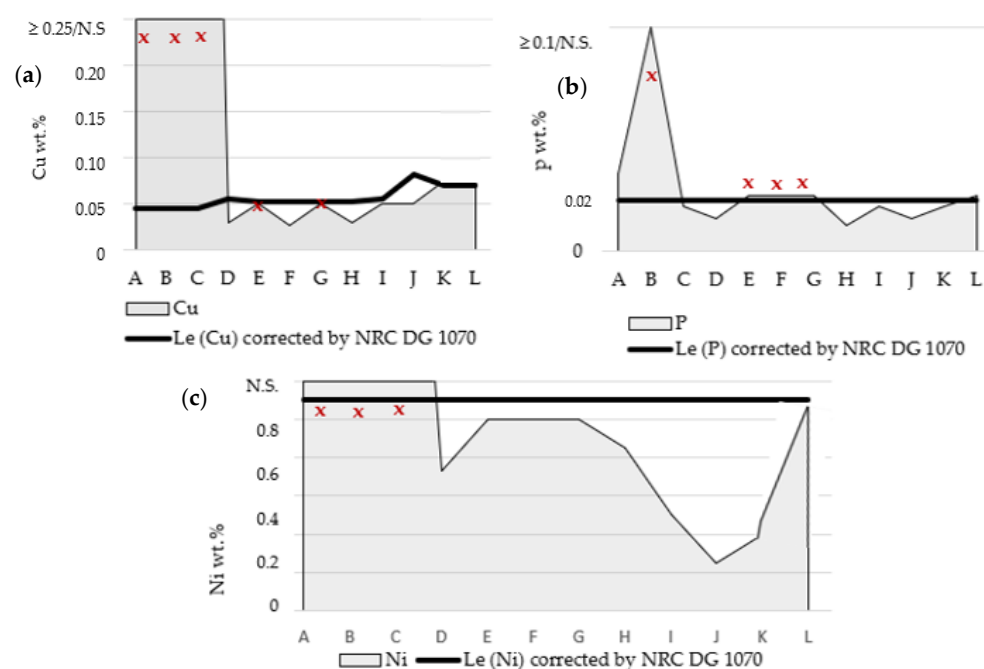 (a)
≥ 0.25/N.S
0.20
0.15
0.10
0.05
0
Cu wt.%
x x x x x
A B C D E F G H I J K L
Cu
Le (Cu) corrected by NRC DG 1070
(b)
≥ 0.1/N.S.
0.02
0
p wt.%
x x x x
A B C D E F G H I J K L
P
Le (P) corrected by NRC DG 1070
(c)
N.S.
0.8
0.6
0.4
0.2
0
Ni wt.%
x x x
A B C D E F G H I J K L
Ni Le (Ni) corrected by NRC DG 1070